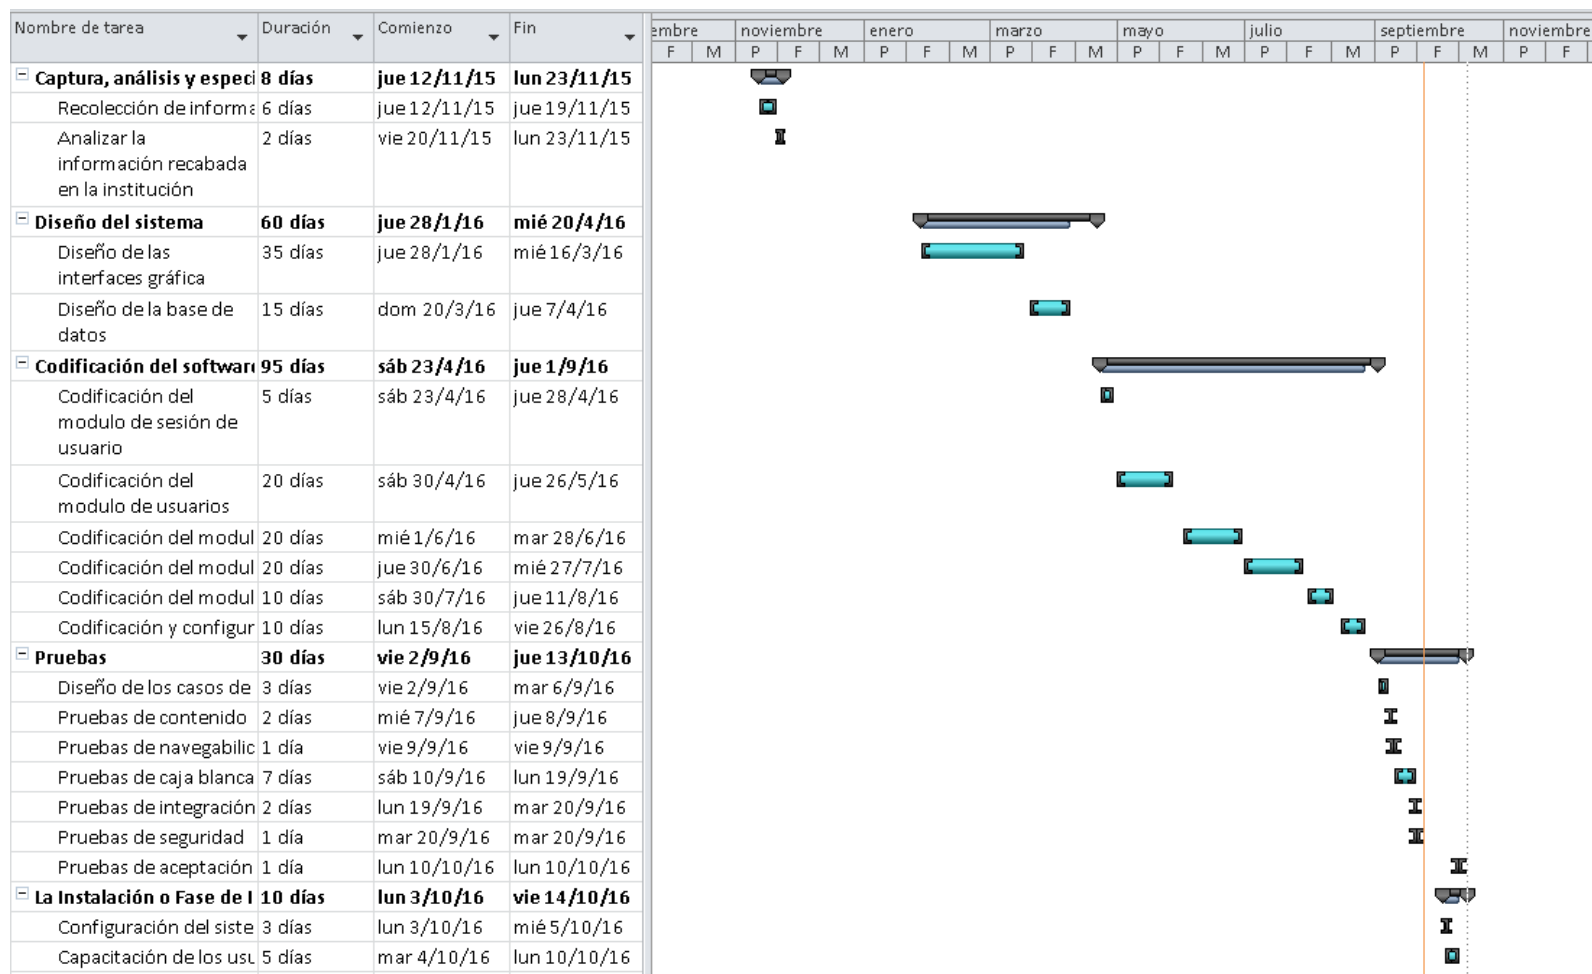 Nombre de tarea Duración Comienzo Fin
embre noviembre enero marzo mayo julio septiembre noviembre
F M P F M P F M P F M P F M P F M P F M P F
Captura, análisis y especi 8 días jue 12/11/15 lun 23/11/15
Recolección de informa 6 días jue 12/11/15 jue 19/11/15
Analizar la 2 días vie 20/11/15 lun 23/11/15
información recabada
en la institución
Diseño del sistema 60 días jue 28/1/16 mié 20/4/16
Diseño de las 35 días jue 28/1/16 mié 16/3/16
interfaces gráfica
Diseño de la base de 15 días dom 20/3/16 jue 7/4/16
datos
Codificación del software 95 días sáb 23/4/16 jue 1/9/16
Codificación del 5 días sáb 23/4/16 jue 28/4/16
modulo de sesión de
usuario
Codificación del 20 días sáb 30/4/16 jue 26/5/16
modulo de usuarios
Codificación del modul 20 días mié 1/6/16 mar 28/6/16
Codificación del modul 20 días jue 30/6/16 mié 27/7/16
Codificación del modul 10 días sáb 30/7/16 jue 11/8/16
Codificación y configur 10 días lun 15/8/16 vie 26/8/16
Pruebas 30 días vie 2/9/16 jue 13/10/16
Diseño de los casos de 3 días vie 2/9/16 mar 6/9/16
Pruebas de contenido 2 días mié 7/9/16 jue 8/9/16
Pruebas de navegabilic 1 día vie 9/9/16 vie 9/9/16
Pruebas de caja blanca 7 días sáb 10/9/16 lun 19/9/16
Pruebas de integración 2 días lun 19/9/16 mar 20/9/16
Pruebas de seguridad 1 día mar 20/9/16 mar 20/9/16
Pruebas de aceptación 1 día lun 10/10/16 lun 10/10/16
La Instalación o Fase de I 10 días lun 3/10/16 vie 14/10/16
Configuración del siste 3 días lun 3/10/16 mié 5/10/16
Capacitación de los usu 5 días mar 4/10/16 lun 10/10/16